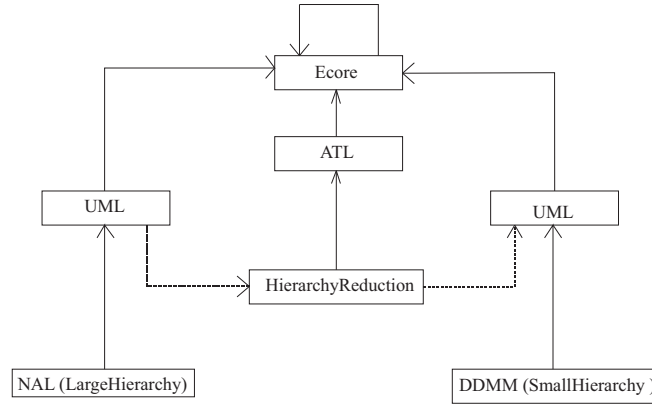 Ecore
ATL
UML
UML
HierarchyReduction
NAL (LargeHierarchy)
DDMM (SmallHierarchy )